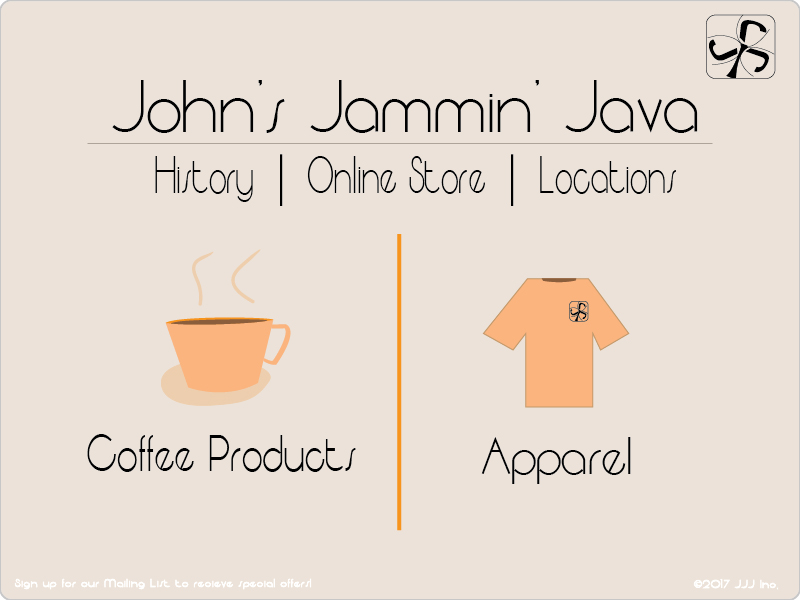 John's Jammin' Java
History | Online Store | Locations
Coffee Products
Apparel
Sign up for our Mailing List to recieve special offers!
©2017 JJJ Inc.